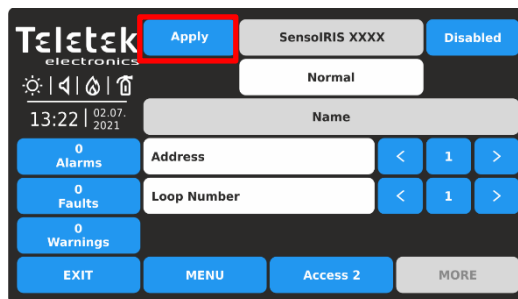 Teletek
electronics
13:22 | 02.07.
2021
0
Alarms
0
Faults
0
Warnings
EXIT
Apply
SensoIRIS XXXX
Disabled
Normal
Name
Address
< 1 >
Loop Number
< 1 >
MENU
Access 2
MORE